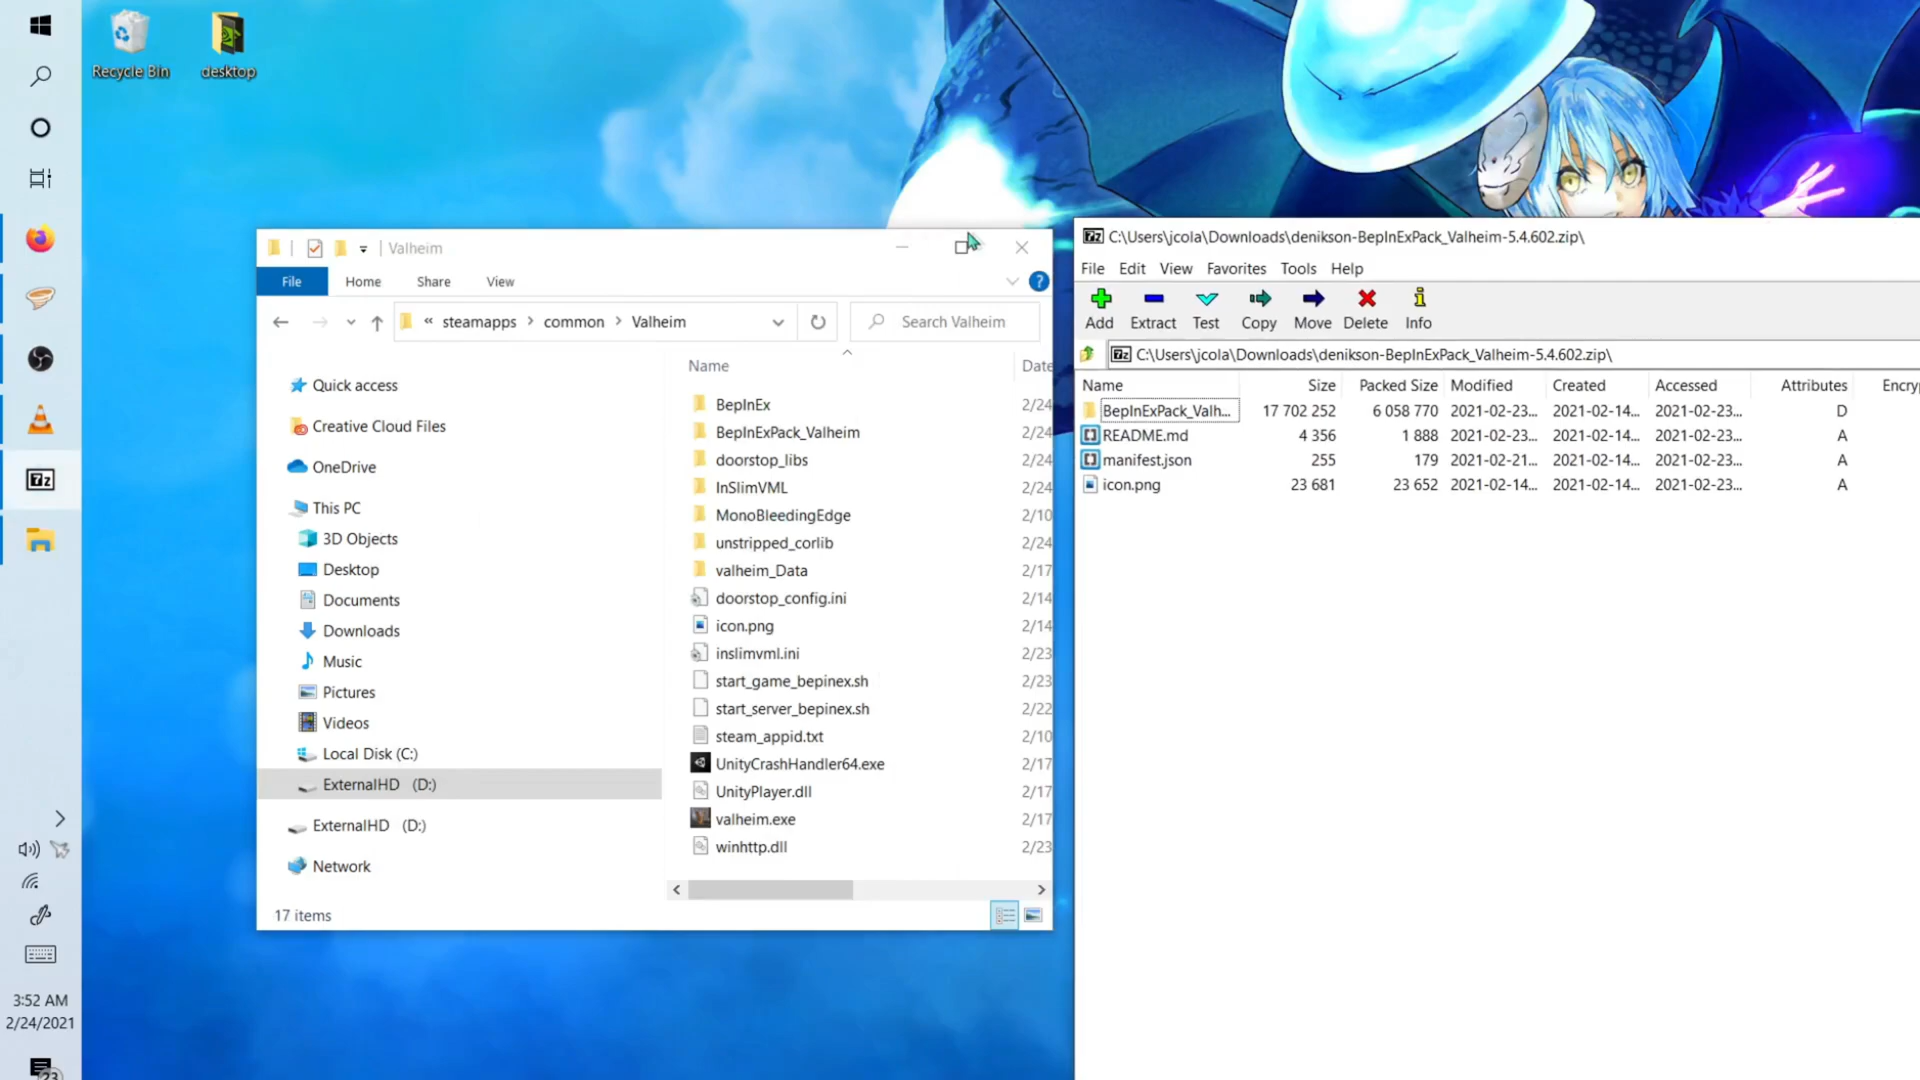 Recycle Bin
desktop
Valheim
File
Home
Share
View
?
« steamapps > common > Valheim
Search Valheim
Name
Date
Quick access
Creative Cloud Files
OneDrive
This PC
3D Objects
Desktop
Documents
Downloads
Music
Pictures
Videos
Local Disk (C:)
ExternalHD (D:)
ExternalHD (D:)
Network
BepInEx 2/24
BepInExPack_Valheim 2/24
doorstop_libs 2/24
InSlimVML 2/24
MonoBleedingEdge 2/10
unstripped_corlib 2/24
valheim_Data 2/17
doorstop_config.ini 2/14
icon.png 2/14
inslimvml.ini 2/23
start_game_bepinex.sh 2/23
start_server_bepinex.sh 2/22
steam_appid.txt 2/10
UnityCrashHandler64.exe 2/17
UnityPlayer.dll 2/17
valheim.exe 2/17
winhttp.dll 2/23
17 items
7z C:\Users\jcola\Downloads\denikson-BepInExPack_Valheim-5.4.602.zip\
File Edit View Favorites Tools Help
Add Extract Test Copy Move Delete Info
7z C:\Users\jcola\Downloads\denikson-BepInExPack_Valheim-5.4.602.zip\
Name Size Packed Size Modified Created Accessed Attributes Encryp
BepInExPack_Valh... 17 702 252 6 058 770 2021-02-23... 2021-02-14... 2021-02-23... D
README.md 4 356 1 888 2021-02-23... 2021-02-14... 2021-02-23... A
manifest.json 255 179 2021-02-21... 2021-02-14... 2021-02-23... A
icon.png 23 681 23 652 2021-02-14... 2021-02-14... 2021-02-23... A
7z
3:52 AM
2/24/2021
23